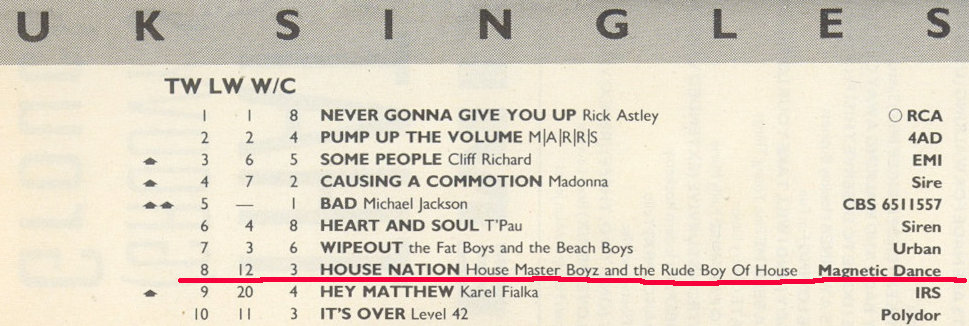 UK SINGLES
TW LW W/C
1 1 8 NEVER GONNA GIVE YOU UP Rick Astley RCA
2 2 4 PUMP UP THE VOLUME M|A|R|R|S 4AD
3 6 5 SOME PEOPLE Cliff Richard EMI
4 7 2 CAUSING A COMMOTION Madonna Sire
5 — 1 BAD Michael Jackson CBS 6511557
6 4 8 HEART AND SOUL T'Pau Siren
7 3 6 WIPEOUT the Fat Boys and the Beach Boys Urban
8 12 3 HOUSE NATION House Master Boyz and the Rude Boy Of House Magnetic Dance
9 20 4 HEY MATTHEW Karel Fialka IRS
10 11 3 IT'S OVER Level 42 Polydor